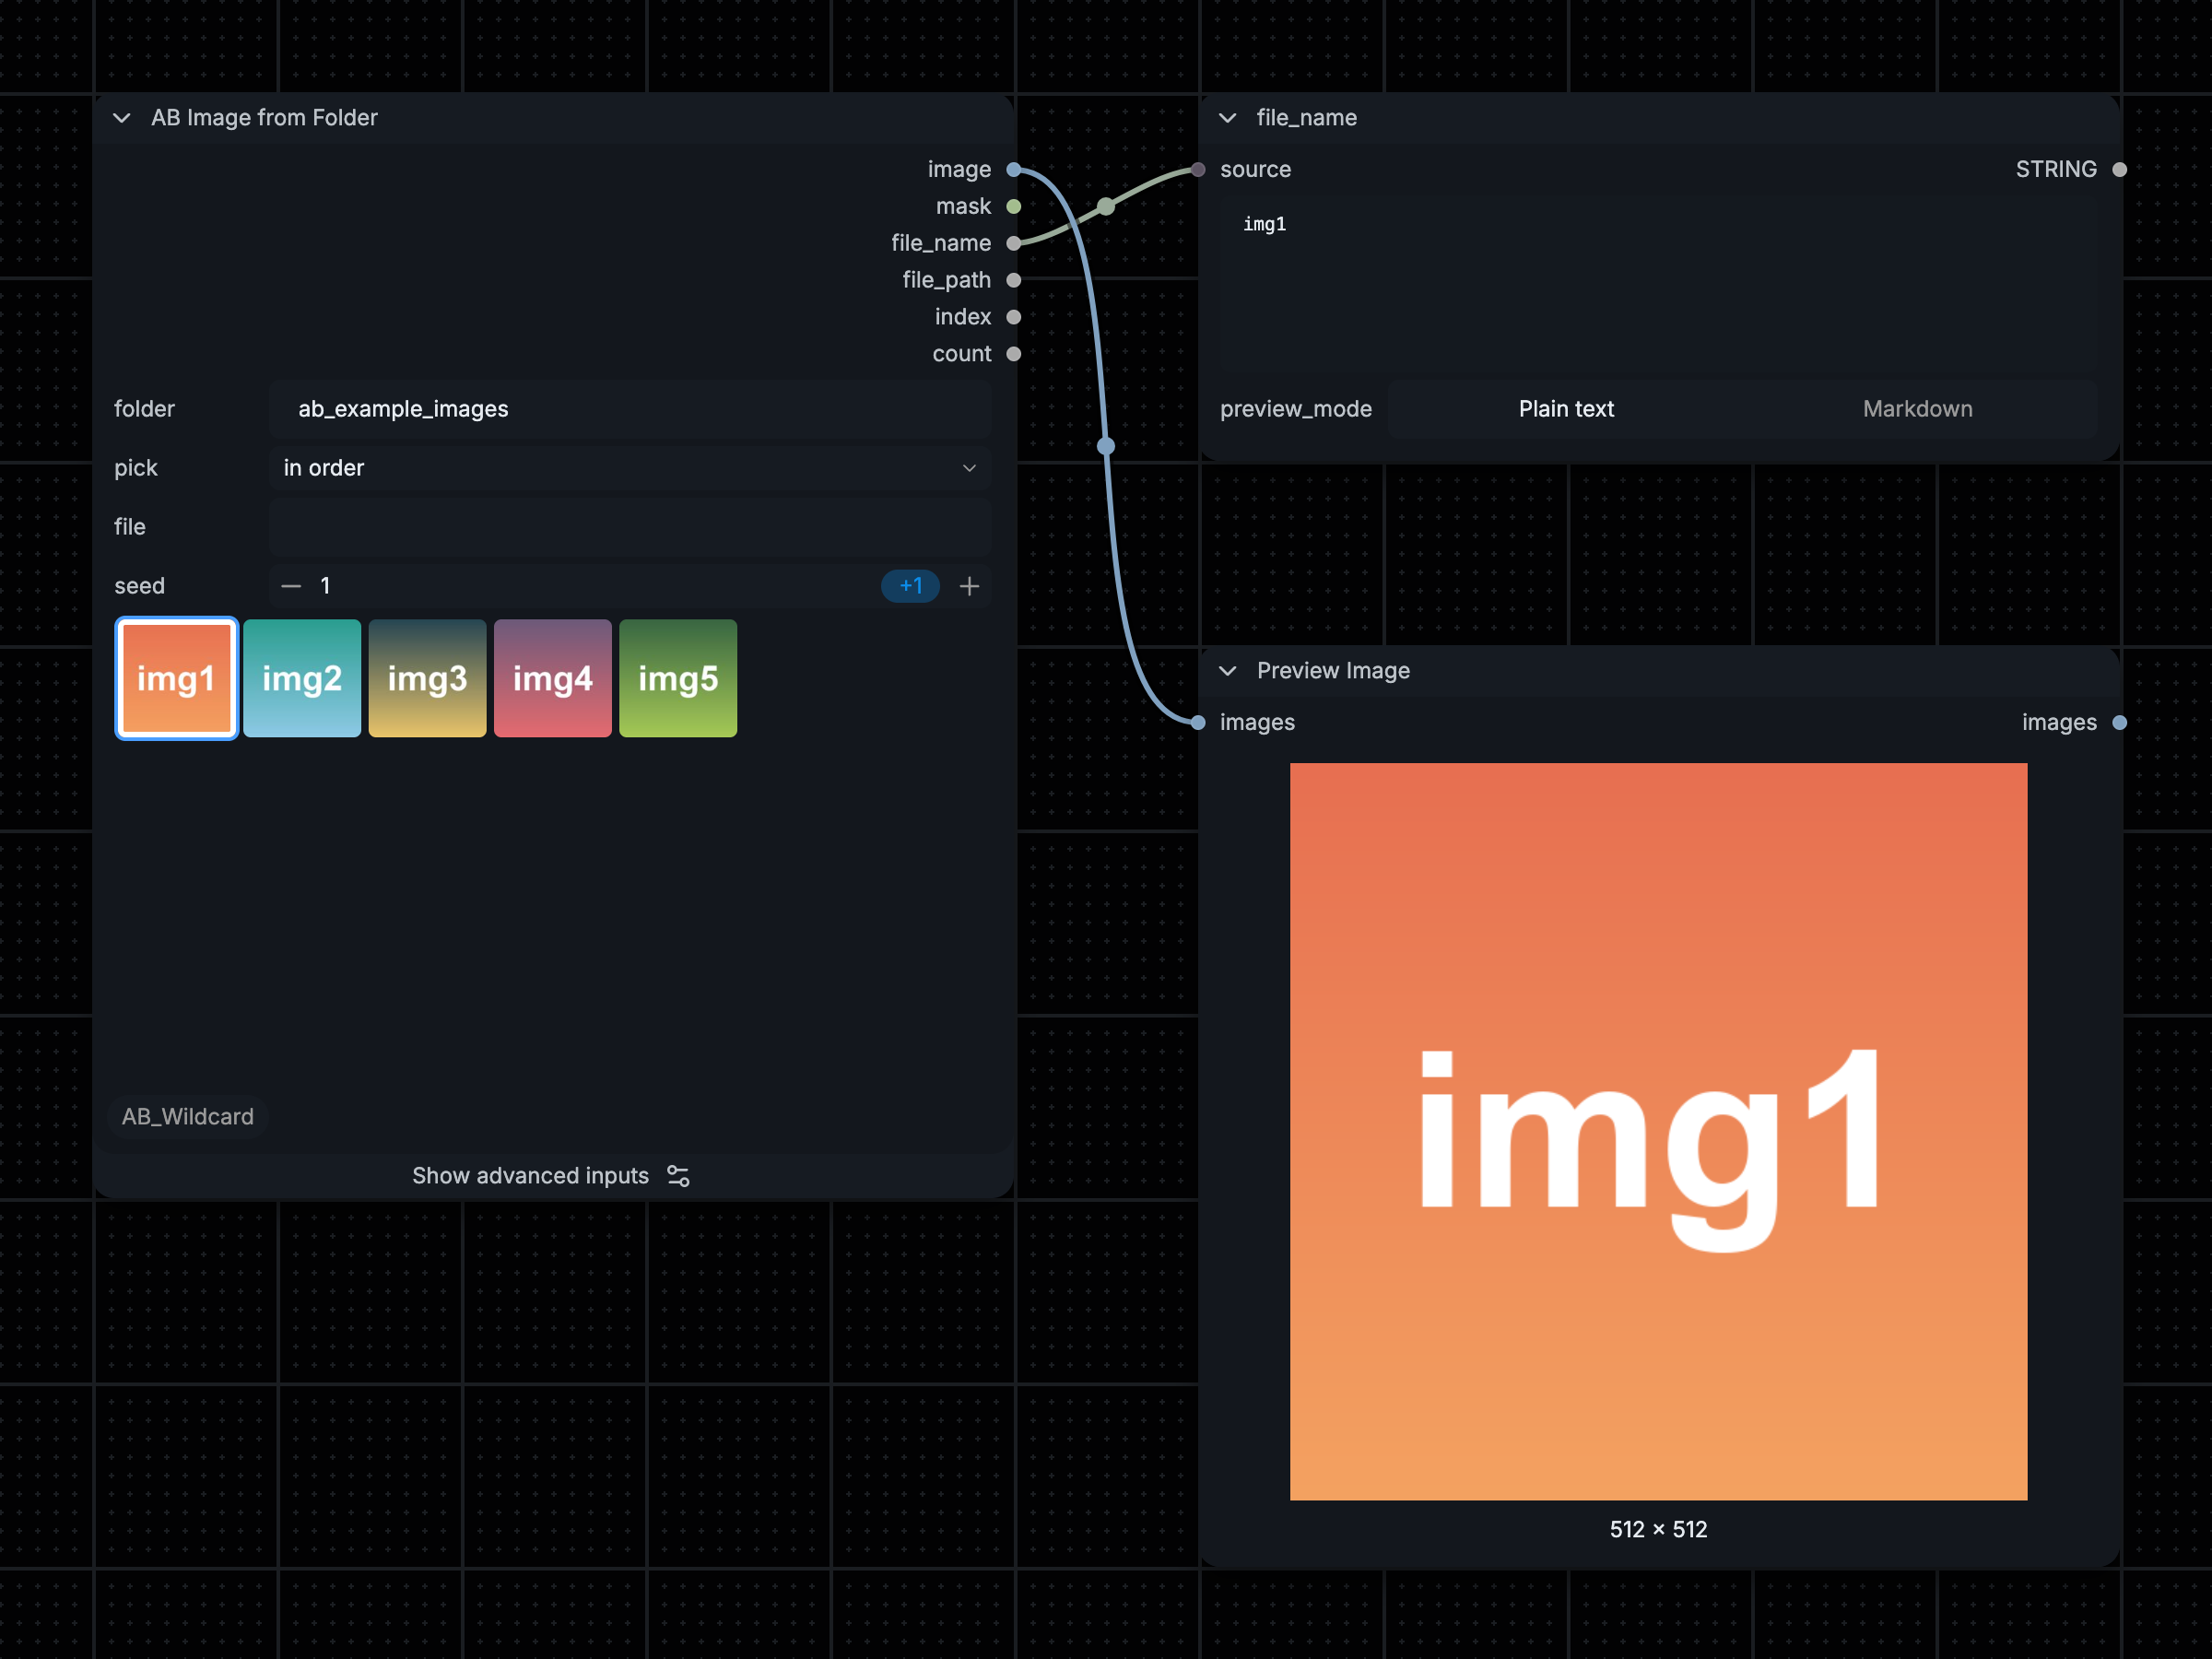 AB Image from Folder
image
mask
file_name
file_path
index
count
folder ab_example_images
pick in order
file
seed 1 +1
img1 img2 img3 img4 img5
AB_Wildcard
Show advanced inputs
file_name
source STRING
img1
preview_mode Plain text Markdown
Preview Image
images images
img1
512 × 512